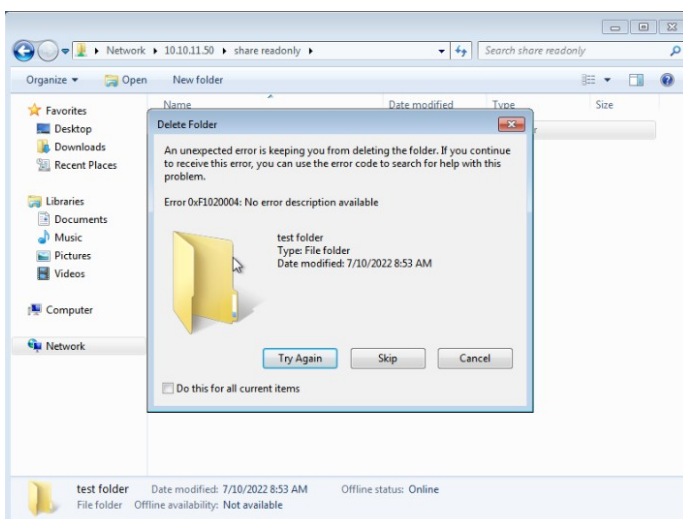 Network ▸ 10.10.11.50 ▸ share readonly ▸
Search share readonly
Organize
Open
New folder
Name
Date modified
Type
Size
Favorites
Desktop
Downloads
Recent Places
Libraries
Documents
Music
Pictures
Videos
Computer
Network
Delete Folder
An unexpected error is keeping you from deleting the folder. If you continue
to receive this error, you can use the error code to search for help with this
problem.
Error 0xF1020004: No error description available
test folder
Type: File folder
Date modified: 7/10/2022 8:53 AM
Try Again
Skip
Cancel
Do this for all current items
test folder Date modified: 7/10/2022 8:53 AM Offline status: Online
File folder Offline availability: Not available